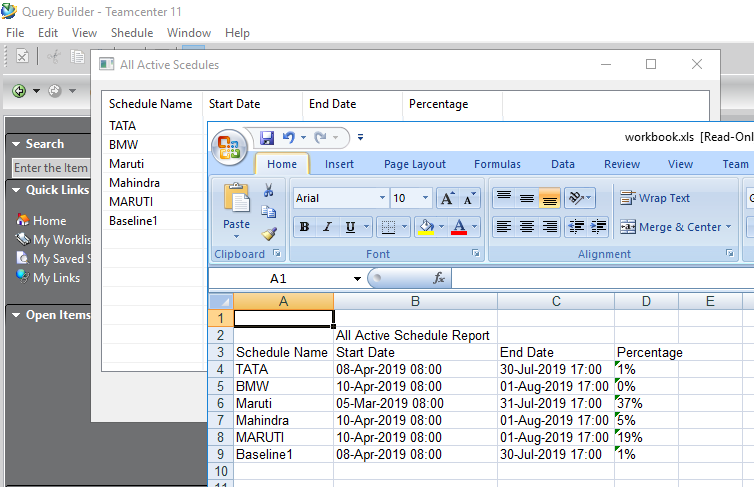 Query Builder - Teamcenter 11
File Edit View Shedule Window Help
All Active Scedules
Schedule Name Start Date End Date Percentage
TATA
BMW
Maruti
Mahindra
MARUTI
Baseline1
Search
Enter the Item
Quick Links
Home
My Worklis
My Saved S
My Links
Open Items
workbook.xls [Read-Onl
Home Insert Page Layout Formulas Data Review View Team
Arial 10 A A Wrap Text
Paste B I U A Merge & Center
Clipboard Font Alignment
A1 fx
A B C D E
1
2 All Active Schedule Report
3 Schedule Name Start Date End Date Percentage
4 TATA 08-Apr-2019 08:00 30-Jul-2019 17:00 1%
5 BMW 10-Apr-2019 08:00 01-Aug-2019 17:00 0%
6 Maruti 05-Mar-2019 08:00 31-Jul-2019 17:00 37%
7 Mahindra 10-Apr-2019 08:00 01-Aug-2019 17:00 5%
8 MARUTI 10-Apr-2019 08:00 01-Aug-2019 17:00 19%
9 Baseline1 08-Apr-2019 08:00 30-Jul-2019 17:00 1%
10
11